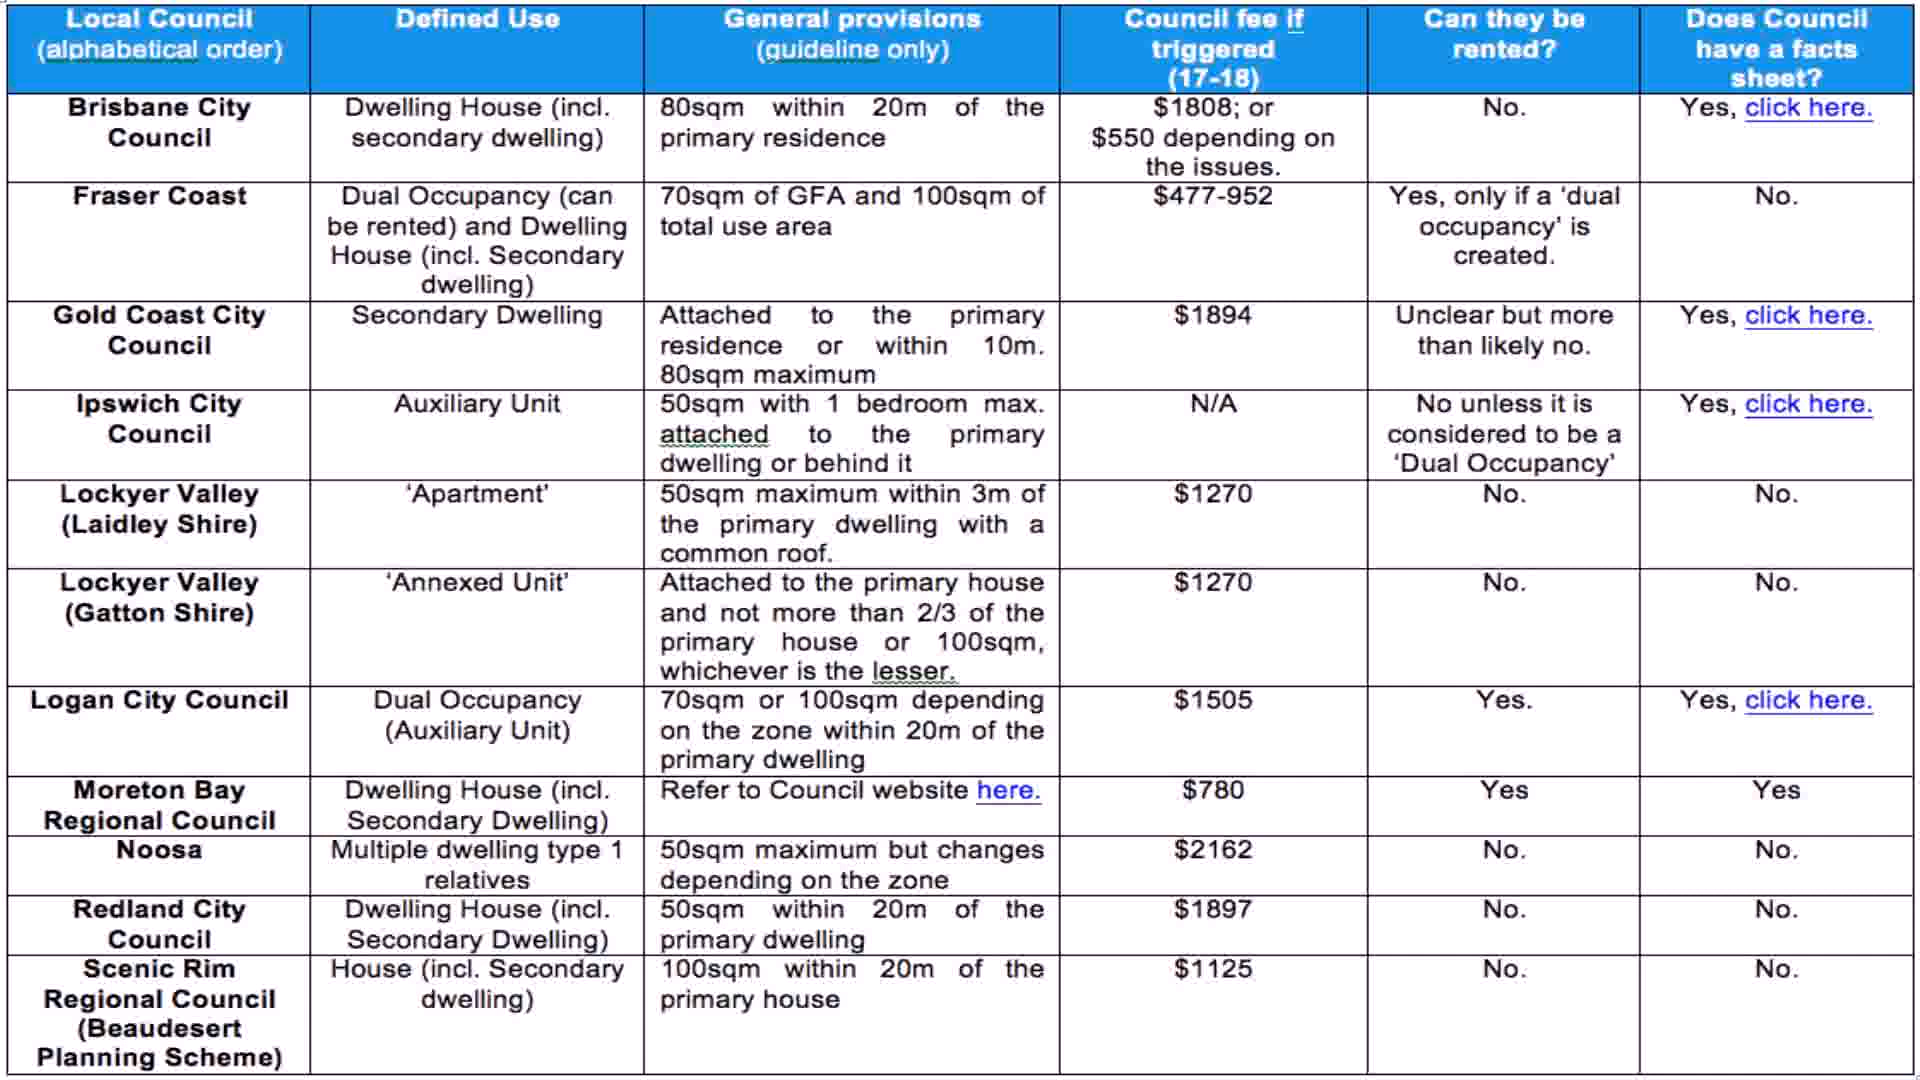 Local Council
(alphabetical order)
Defined Use
General provisions
(guideline only)
Council fee if
triggered
(17-18)
Can they be
rented?
Does Council
have a facts
sheet?
Brisbane City
Council
Dwelling House (incl.
secondary dwelling)
80sqm within 20m of the
primary residence
$1808; or
$550 depending on
the issues.
No.
Yes, click here.
Fraser Coast
Dual Occupancy (can
be rented) and Dwelling
House (incl. Secondary
dwelling)
70sqm of GFA and 100sqm of
total use area
$477-952
Yes, only if a ‘dual
occupancy’ is
created.
No.
Gold Coast City
Council
Secondary Dwelling
Attached to the primary
residence or within 10m.
80sqm maximum
$1894
Unclear but more
than likely no.
Yes, click here.
Ipswich City
Council
Auxiliary Unit
50sqm with 1 bedroom max.
attached to the primary
dwelling or behind it
N/A
No unless it is
considered to be a
‘Dual Occupancy’
Yes, click here.
Lockyer Valley
(Laidley Shire)
‘Apartment’
50sqm maximum within 3m of
the primary dwelling with a
common roof.
$1270
No.
No.
Lockyer Valley
(Gatton Shire)
‘Annexed Unit’
Attached to the primary house
and not more than 2/3 of the
primary house or 100sqm,
whichever is the lesser.
$1270
No.
No.
Logan City Council
Dual Occupancy
(Auxiliary Unit)
70sqm or 100sqm depending
on the zone within 20m of the
primary dwelling
$1505
Yes.
Yes, click here.
Moreton Bay
Regional Council
Dwelling House (incl.
Secondary Dwelling)
Refer to Council website here.
$780
Yes
Yes
Noosa
Multiple dwelling type 1
relatives
50sqm maximum but changes
depending on the zone
$2162
No.
No.
Redland City
Council
Dwelling House (incl.
Secondary Dwelling)
50sqm within 20m of the
primary dwelling
$1897
No.
No.
Scenic Rim
Regional Council
(Beaudesert
Planning Scheme)
House (incl. Secondary
dwelling)
100sqm within 20m of the
primary house
$1125
No.
No.